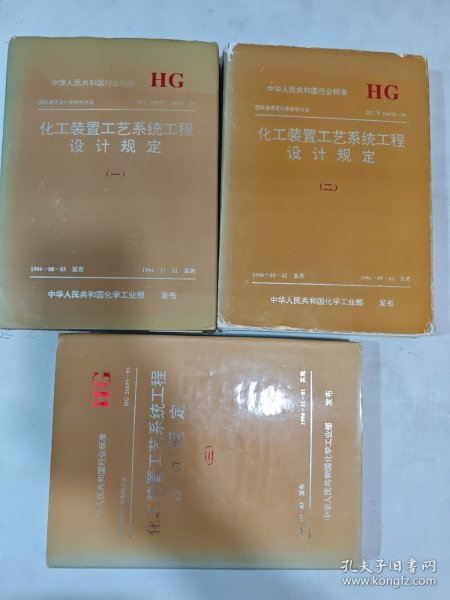 中华人民共和国行业标准 HG
国际通用设计体制和方法
化工装置工艺系统工程
设计规定
(一)
1994-08-03 发布 1994-11-01 实施
中华人民共和国化学工业部 发布
中华人民共和国行业标准 HG
国际通用设计体制和方法
化工装置工艺系统工程
设计规定
(二)
1996-05-02 发布 实施
中华人民共和国化学工业部 发布
中华人民共和国行业标准 HG
化工装置工艺系统工程
设计规定
(三)
发布 1994-11-01 实施
中华人民共和国化学工业部 发布
孔夫子旧书网
www.kongfz.com